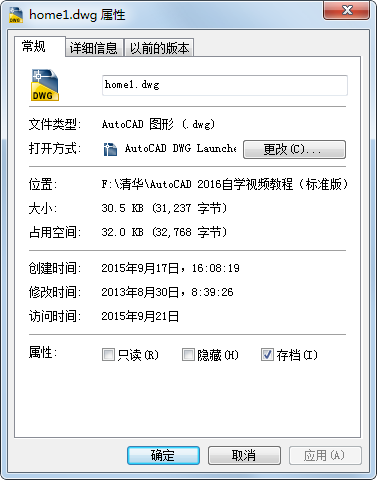 home1.dwg 属性
常规 详细信息 以前的版本
DWG
home1.dwg
文件类型: AutoCAD 图形 (.dwg)
打开方式: AutoCAD DWG Launche 更改(C)...
位置: F:\清华\AutoCAD 2016自学视频教程（标准版）
大小: 30.5 KB (31,237 字节)
占用空间: 32.0 KB (32,768 字节)
创建时间: 2015年9月17日，16:08:19
修改时间: 2013年8月30日，8:39:26
访问时间: 2015年9月21日
属性: 只读(R) 隐藏(H) 存档(I)
确定 取消 应用(A)